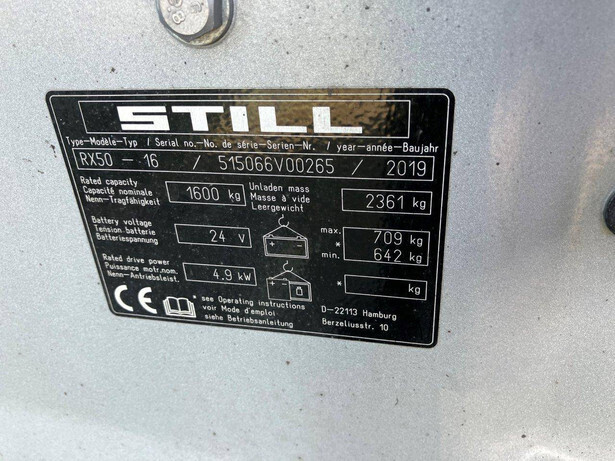 8.8
STILL
Type-Modèle-Typ / Serial no.-No. de série-Serien-Nr. / year-année-Baujahr
RX50 - 16 / 515066V00265 / 2019
Rated capacity
Capacité nominale
Nenn-Tragfähigkeit
1600 kg
Unladen mass
Masse à vide
Leergewicht
2361 kg
Battery voltage
Tension batterie
Batteriespannung
24 V
max. 709 kg
*
min. 642 kg
Rated drive power
Puissance motr.nom.
Nenn-Antriebsleist.
4.9 kW
* kg
CE
* see Operating instructions
voir Mode d'emploi
siehe Betriebsanleitung
D-22113 Hamburg
Berzeliusstr. 10